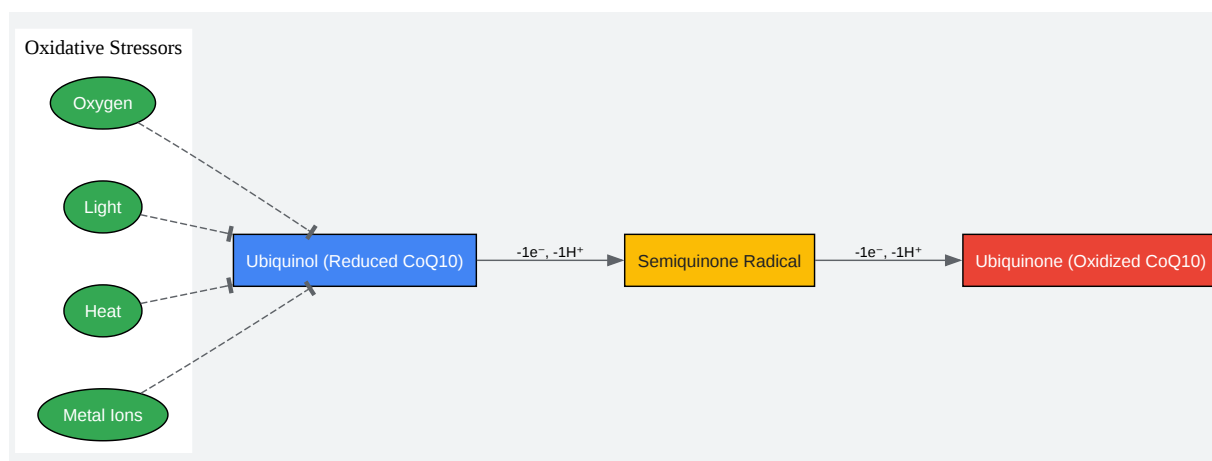 Oxidative Stressors
Oxygen
Light
Heat
Metal Ions
Ubiquinol (Reduced CoQ10)
-1e⁻, -1H⁺
Semiquinone Radical
-1e⁻, -1H⁺
Ubiquinone (Oxidized CoQ10)